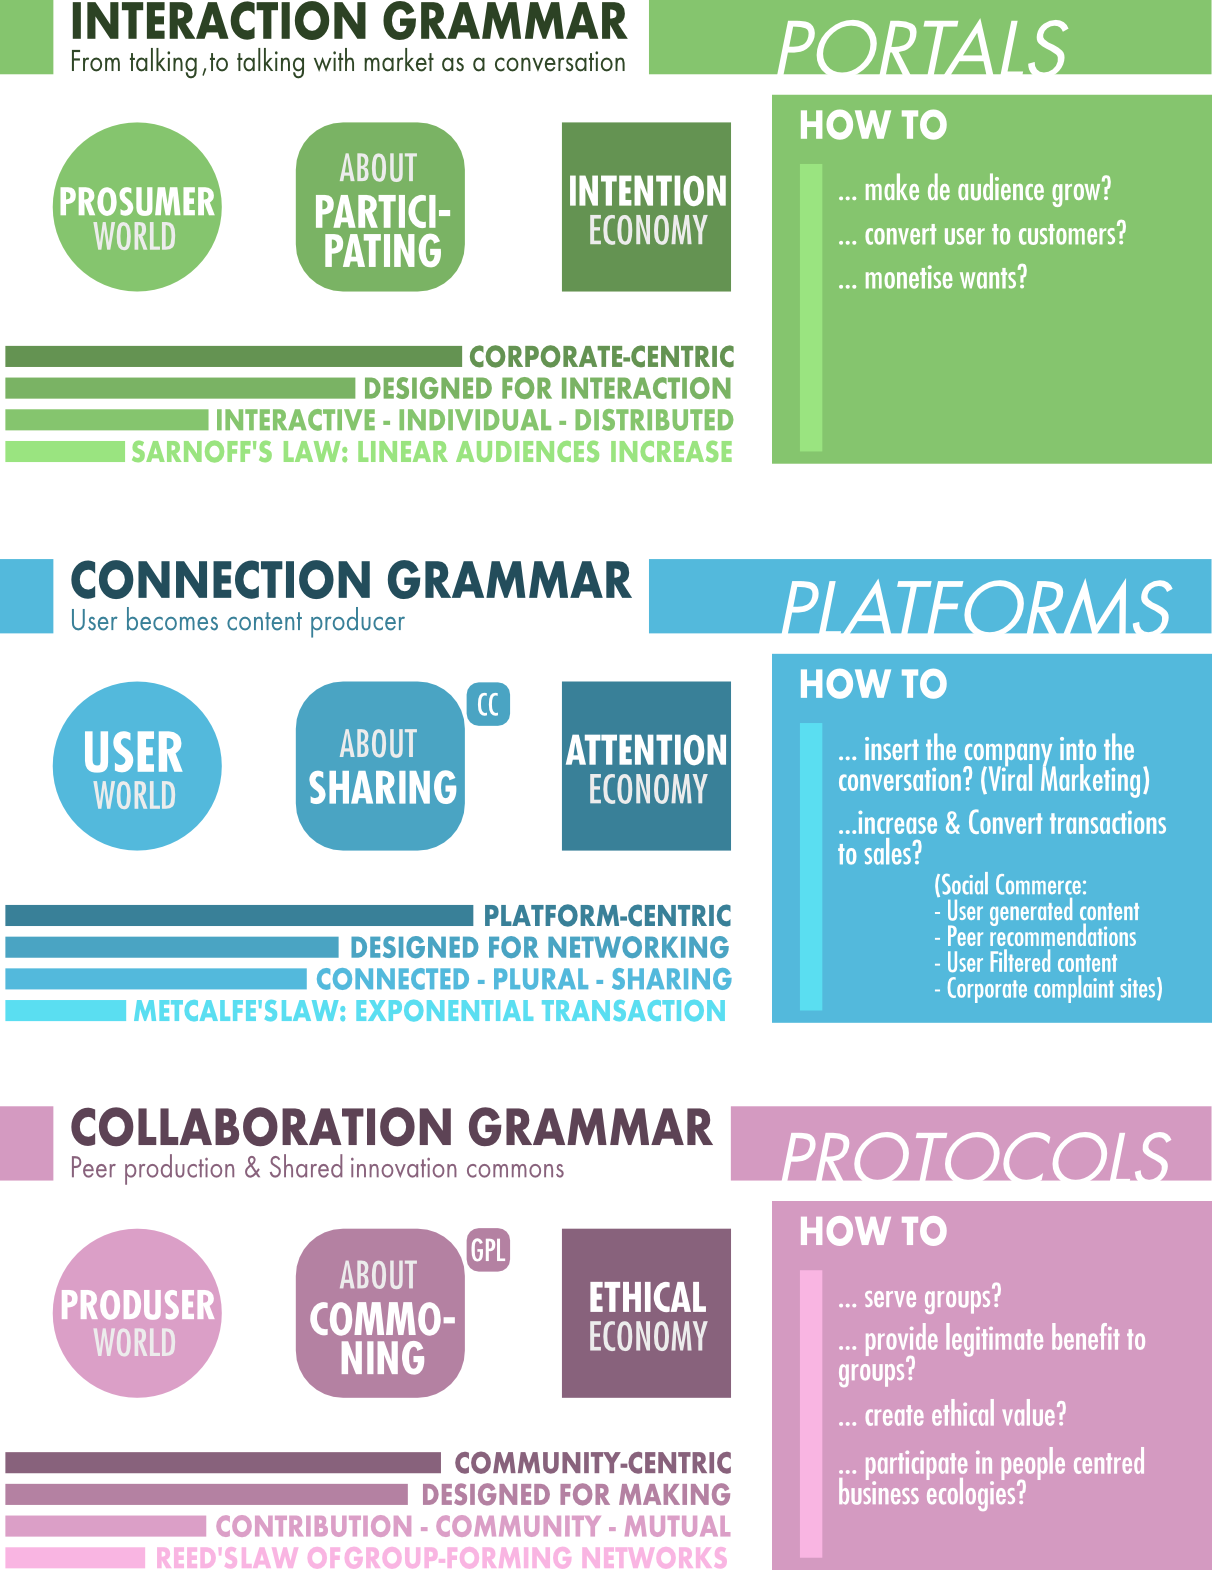 INTERACTION GRAMMAR
From talking,to talking with market as a conversation
PORTALS
PROSUMER
WORLD
ABOUT
PARTICI-
PATING
INTENTION
ECONOMY
CORPORATE-CENTRIC
DESIGNED FOR INTERACTION
INTERACTIVE - INDIVIDUAL - DISTRIBUTED
SARNOFF'S LAW: LINEAR AUDIENCES INCREASE
HOW TO
... make de audience grow?
... convert user to customers?
... monetise wants?
CONNECTION GRAMMAR
User becomes content producer
PLATFORMS
USER
WORLD
ABOUT
SHARING
CC
ATTENTION
ECONOMY
PLATFORM-CENTRIC
DESIGNED FOR NETWORKING
CONNECTED - PLURAL - SHARING
METCALFE'SLAW: EXPONENTIAL TRANSACTION
HOW TO
... insert the company into the
conversation? (Viral Marketing)
...increase & Convert transactions
to sales?
(Social Commerce:
- User generated content
- Peer recommendations
- User Filtered content
- Corporate complaint sites)
COLLABORATION GRAMMAR
Peer production & Shared innovation commons
PROTOCOLS
PRODUSER
WORLD
ABOUT
COMMO-
NING
GPL
ETHICAL
ECONOMY
COMMUNITY-CENTRIC
DESIGNED FOR MAKING
CONTRIBUTION - COMMUNITY - MUTUAL
REED'SLAW OFGROUP-FORMING NETWORKS
HOW TO
... serve groups?
... provide legitimate benefit to
groups?
... create ethical value?
... participate in people centred
business ecologies?